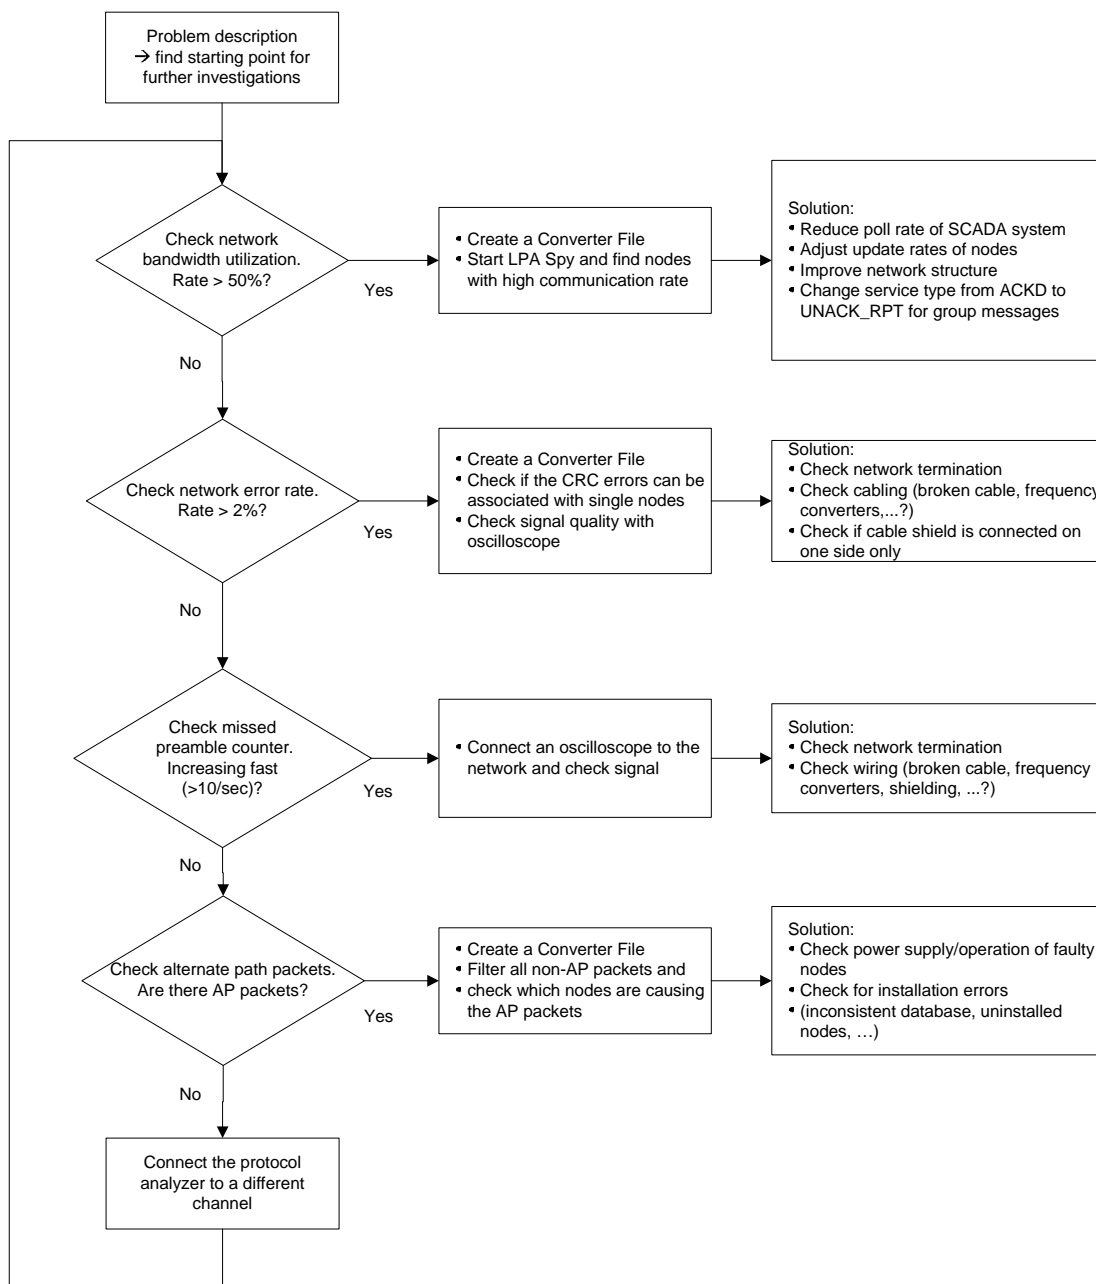 Problem description
→ find starting point for
further investigations
Check network
bandwidth utilization.
Rate > 50%?
Yes
• Create a Converter File
• Start LPA Spy and find nodes
with high communication rate
Solution:
• Reduce poll rate of SCADA system
• Adjust update rates of nodes
• Improve network structure
• Change service type from ACKD to
UNACK_RPT for group messages
No
Check network error rate.
Rate > 2%?
Yes
• Create a Converter File
• Check if the CRC errors can be
associated with single nodes
• Check signal quality with
oscilloscope
Solution:
• Check network termination
• Check cabling (broken cable, frequency
converters,...?)
• Check if cable shield is connected on
one side only
No
Check missed
preamble counter.
Increasing fast
(>10/sec)?
Yes
• Connect an oscilloscope to the
network and check signal
Solution:
• Check network termination
• Check wiring (broken cable, frequency
converters, shielding, ...?)
No
Check alternate path packets.
Are there AP packets?
Yes
• Create a Converter File
• Filter all non-AP packets and
• check which nodes are causing
the AP packets
Solution:
• Check power supply/operation of faulty
nodes
• Check for installation errors
• (inconsistent database, uninstalled
nodes, …)
No
Connect the protocol
analyzer to a different
channel